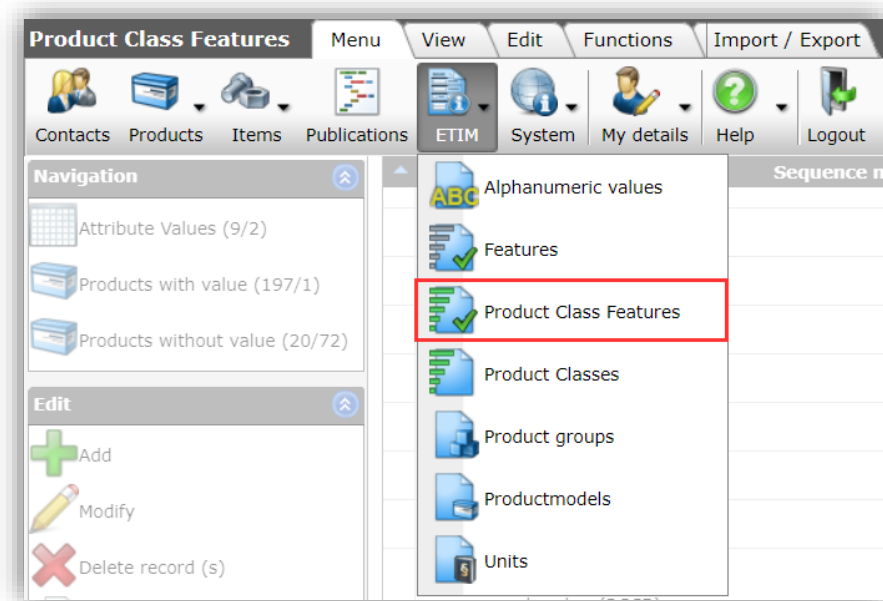 Product Class Features Menu View Edit Functions Import / Export
Contacts Products Items Publications ETIM System My details Help Logout
Navigation
Attribute Values (9/2)
Products with value (197/1)
Products without value (20/72)
Edit
Add
Modify
Delete record (s)
ABC Alphanumeric values
Features
Product Class Features
Product Classes
Product groups
Productmodels
Units
Sequence